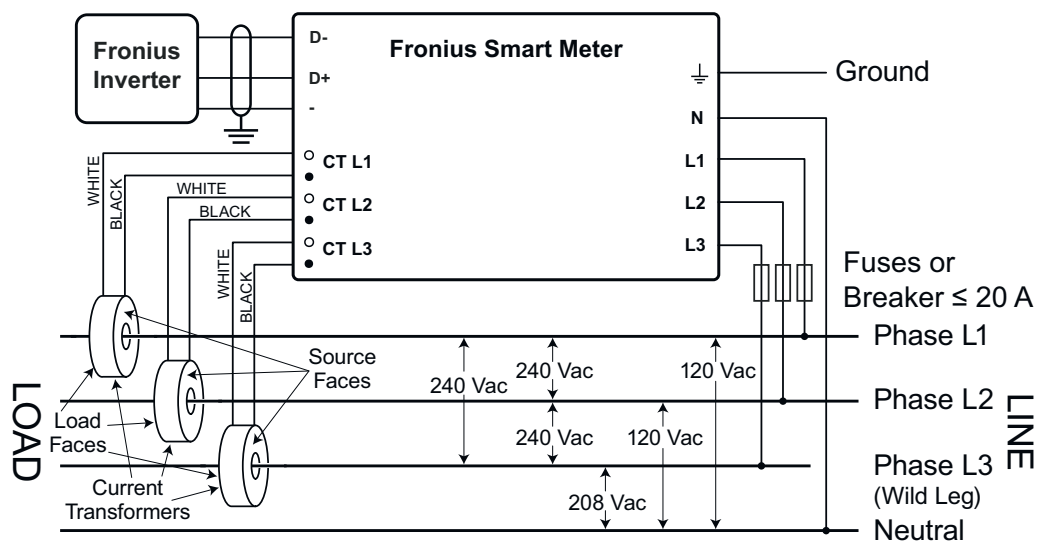 Fronius
Inverter
D-
D+
-
Fronius Smart Meter
Ground
N
L1
L2
L3
CT L1
CT L2
CT L3
WHITE
BLACK
WHITE
BLACK
WHITE
BLACK
Fuses or
Breaker ≤ 20 A
Source
Faces
Load
Faces
Current
Transformers
LOAD
LINE
240 Vac
240 Vac
120 Vac
240 Vac
120 Vac
208 Vac
Phase L1
Phase L2
Phase L3
(Wild Leg)
Neutral